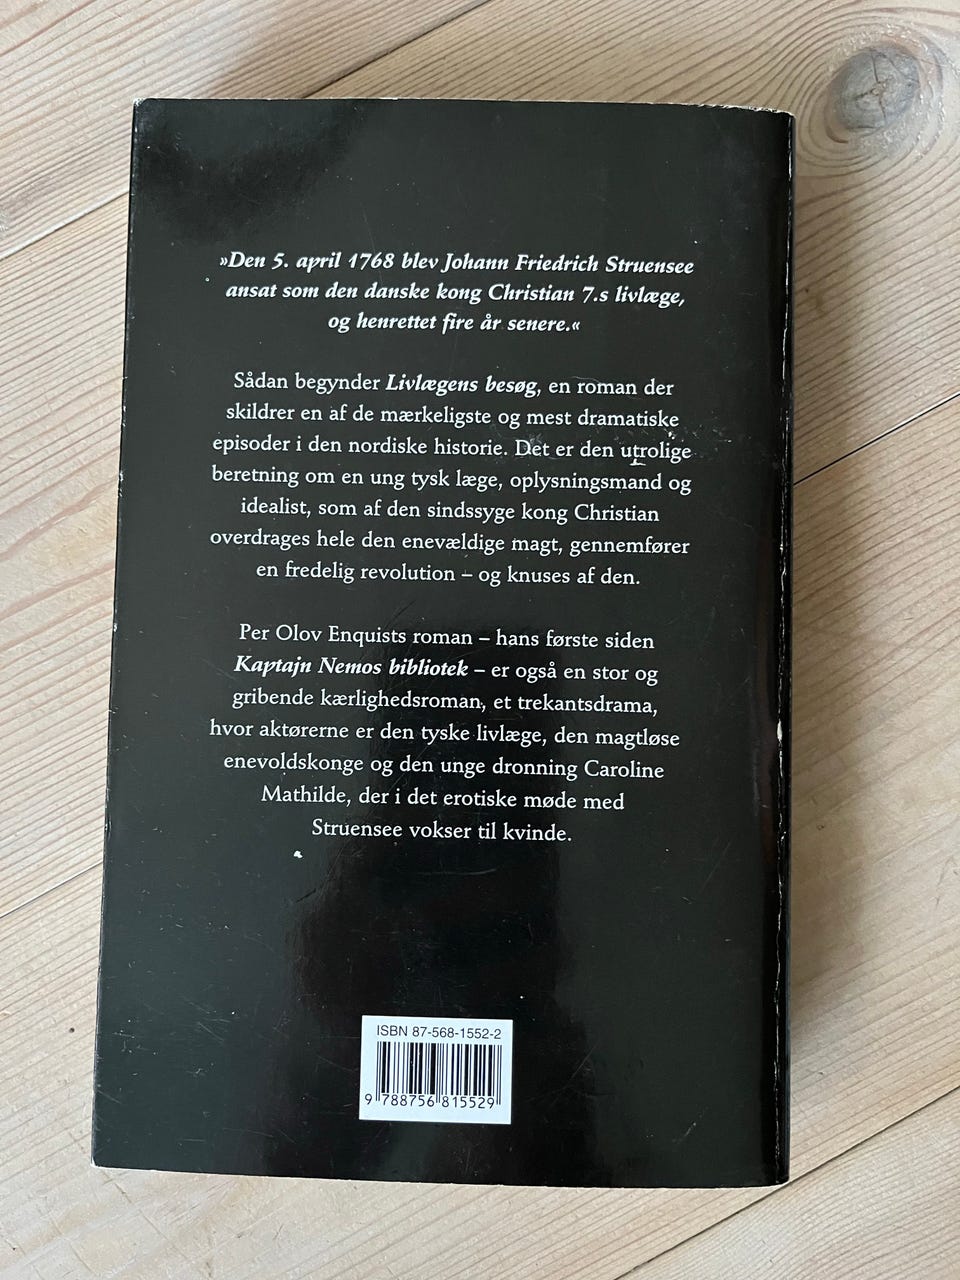 »Den 5. april 1768 blev Johann Friedrich Struensee
ansat som den danske kong Christian 7.s livlæge,
og henrettet fire år senere.«
Sådan begynder Livlægens besøg, en roman der
skildrer en af de mærkeligste og mest dramatiske
episoder i den nordiske historie. Det er den utrolige
beretning om en ung tysk læge, oplysningsmand og
idealist, som af den sindssyge kong Christian
overdrages hele den enevældige magt, gennemfører
en fredelig revolution – og knuses af den.
Per Olov Enquists roman – hans første siden
Kaptajn Nemos bibliotek – er også en stor og
gribende kærlighedsroman, et trekantsdrama,
hvor aktørerne er den tyske livlæge, den magtløse
enevoldskonge og den unge dronning Caroline
Mathilde, der i det erotiske møde med
Struensee vokser til kvinde.
ISBN 87-568-1552-2
9 788756 815529